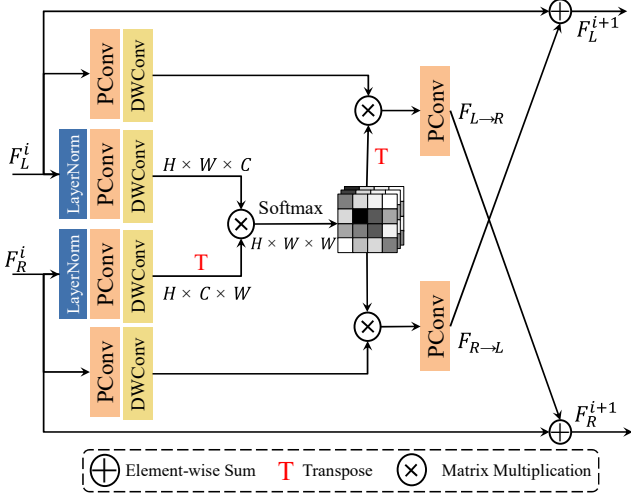 F_L^{i+1}
PConv
DWConv
PConv
F_{L→R}
T
F_L^i
LayerNorm
PConv
DWConv
H × W × C
Softmax
H × W × W
F_R^i
LayerNorm
PConv
DWConv
T
H × C × W
PConv
F_{R→L}
PConv
DWConv
F_R^{i+1}
Element-wise Sum
T Transpose
Matrix Multiplication